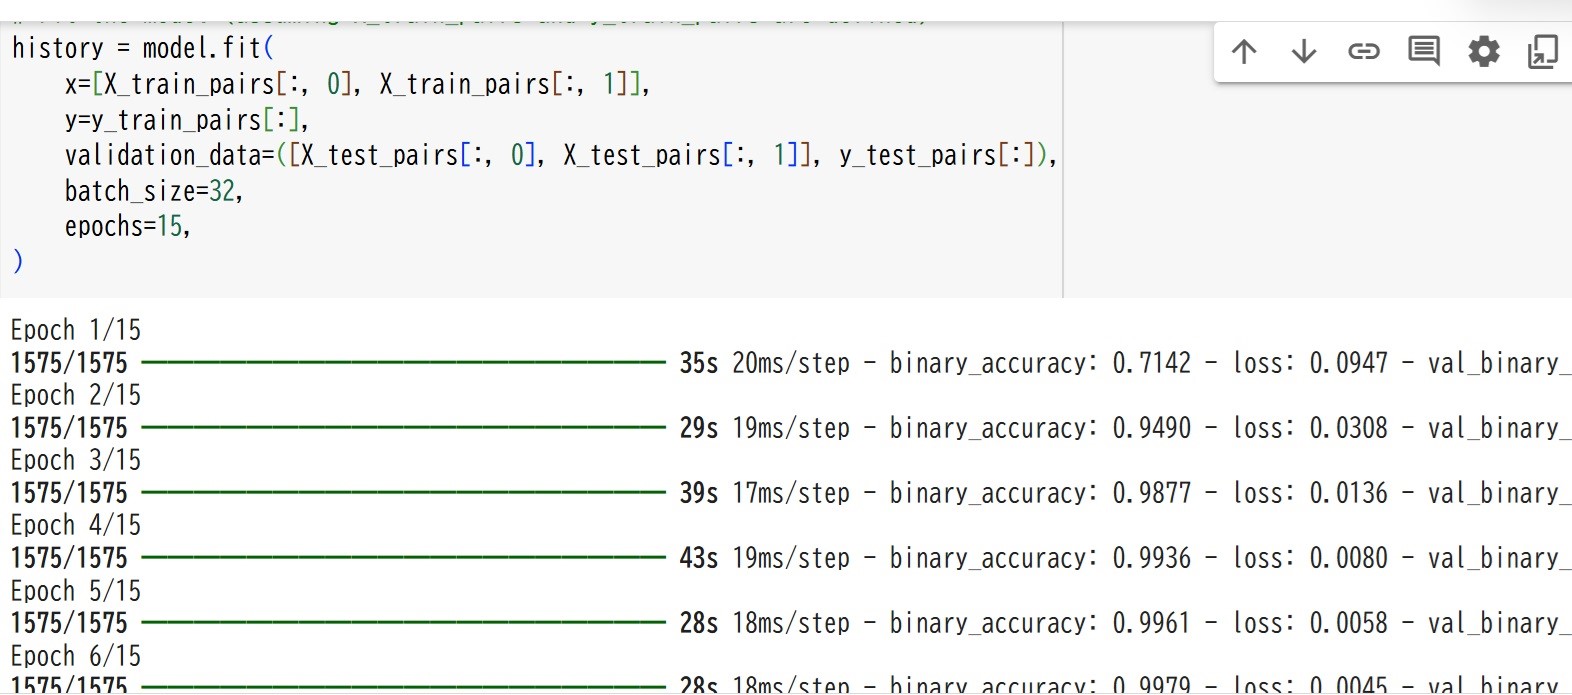 history = model.fit(
    x=[X_train_pairs[:, 0], X_train_pairs[:, 1]],
    y=y_train_pairs[:],
    validation_data=([X_test_pairs[:, 0], X_test_pairs[:, 1]], y_test_pairs[:]),
    batch_size=32,
    epochs=15,
)
Epoch 1/15
1575/1575 35s 20ms/step - binary_accuracy: 0.7142 - loss: 0.0947 - val_binary_
Epoch 2/15
1575/1575 29s 19ms/step - binary_accuracy: 0.9490 - loss: 0.0308 - val_binary_
Epoch 3/15
1575/1575 39s 17ms/step - binary_accuracy: 0.9877 - loss: 0.0136 - val_binary_
Epoch 4/15
1575/1575 43s 19ms/step - binary_accuracy: 0.9936 - loss: 0.0080 - val_binary_
Epoch 5/15
1575/1575 28s 18ms/step - binary_accuracy: 0.9961 - loss: 0.0058 - val_binary_
Epoch 6/15
1575/1575 28s 18ms/step - binary_accuracy: 0.9979 - loss: 0.0045 - val_binary_